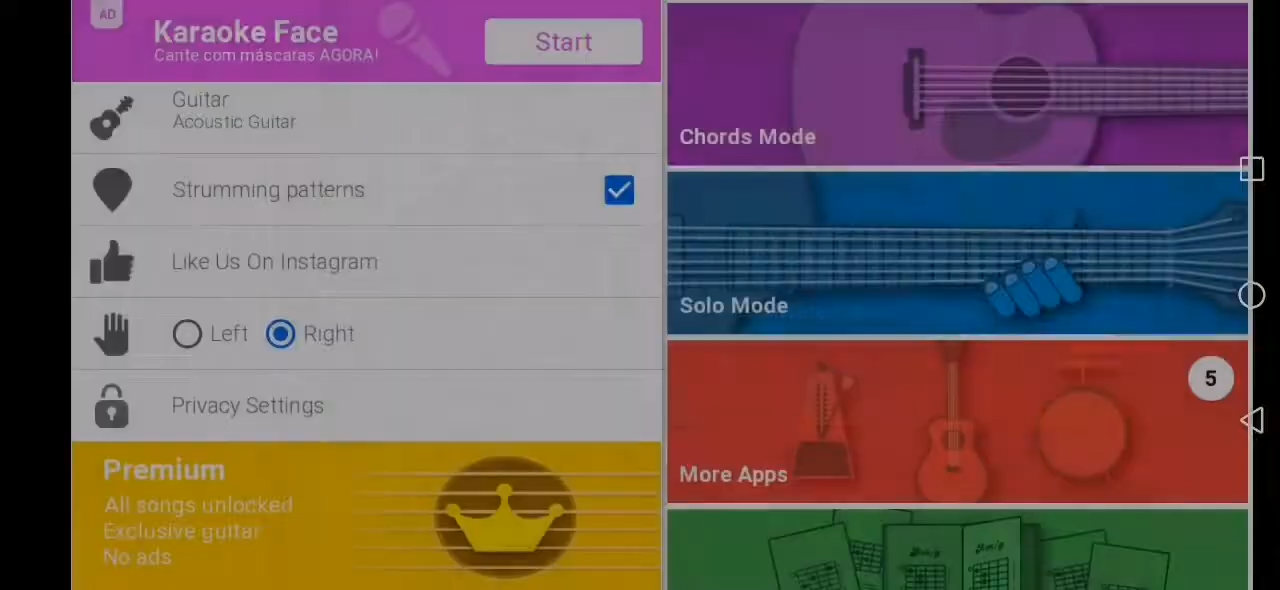 AD
Karaoke Face
Cante com máscaras AGORA!
Start
Guitar
Acoustic Guitar
Strumming patterns
Like Us On Instagram
Left
Right
Privacy Settings
Premium
All songs unlocked
Exclusive guitar
No ads
Chords Mode
Solo Mode
5
More Apps